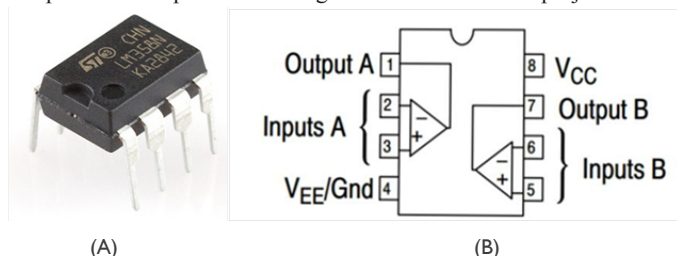 CHN
LM358N
KA2842
Output A 1
2
Inputs A
3
VEE/Gnd 4
8 VCC
7 Output B
6
Inputs B
5
(A)
(B)